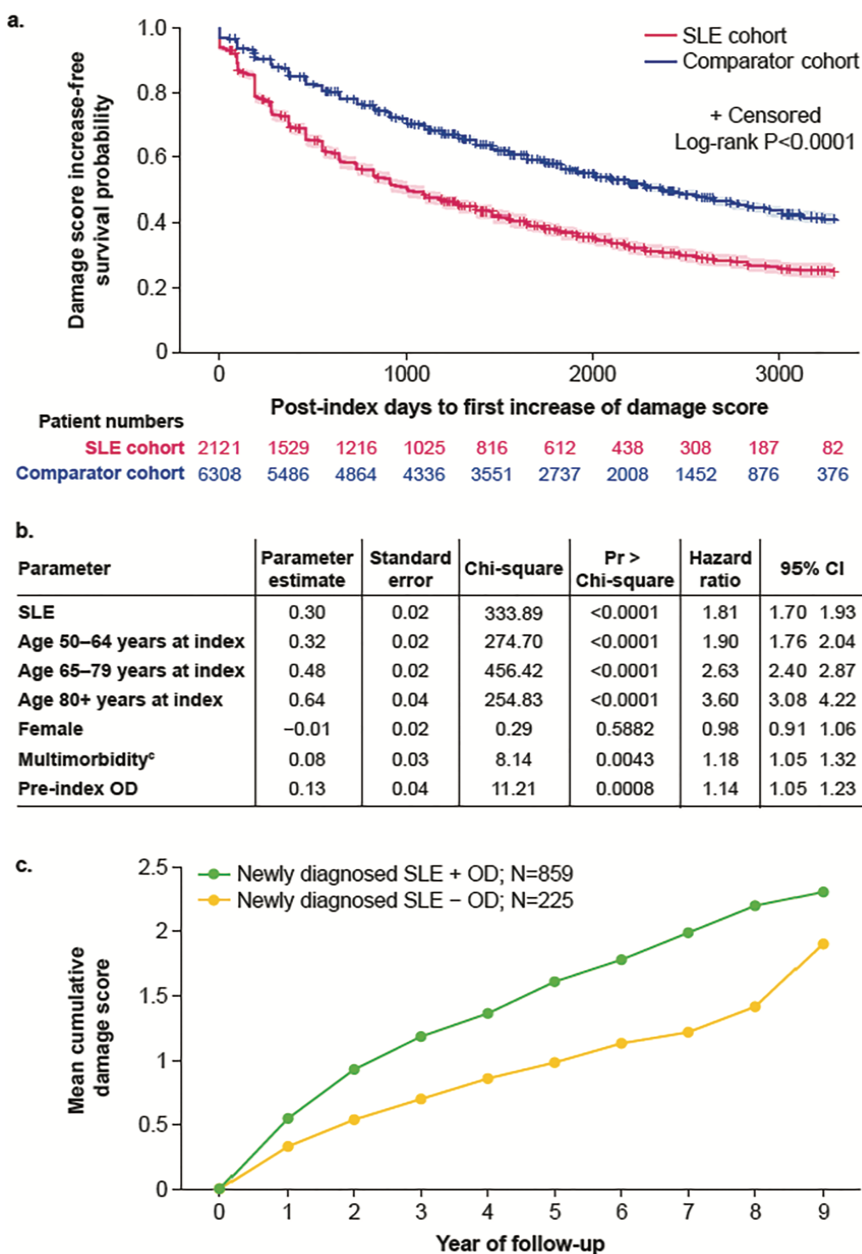 a.
Damage score increase-free
survival probability
1.0
0.8
0.6
0.4
0.2
0
SLE cohort
Comparator cohort
+ Censored
Log-rank P<0.0001
0 1000 2000 3000
Post-index days to first increase of damage score
Patient numbers
SLE cohort 2121 1529 1216 1025 816 612 438 308 187 82
Comparator cohort 6308 5486 4864 4336 3551 2737 2008 1452 876 376
b.
Parameter Parameter estimate Standard error Chi-square Pr > Chi-square Hazard ratio 95% CI
SLE 0.30 0.02 333.89 <0.0001 1.81 1.70 1.93
Age 50–64 years at index 0.32 0.02 274.70 <0.0001 1.90 1.76 2.04
Age 65–79 years at index 0.48 0.02 456.42 <0.0001 2.63 2.40 2.87
Age 80+ years at index 0.64 0.04 254.83 <0.0001 3.60 3.08 4.22
Female −0.01 0.02 0.29 0.5882 0.98 0.91 1.06
Multimorbidityᶜ 0.08 0.03 8.14 0.0043 1.18 1.05 1.32
Pre-index OD 0.13 0.04 11.21 0.0008 1.14 1.05 1.23
c.
Mean cumulative
damage score
2.5
2
1.5
1
0.5
0
Newly diagnosed SLE + OD; N=859
Newly diagnosed SLE − OD; N=225
0 1 2 3 4 5 6 7 8 9
Year of follow-up